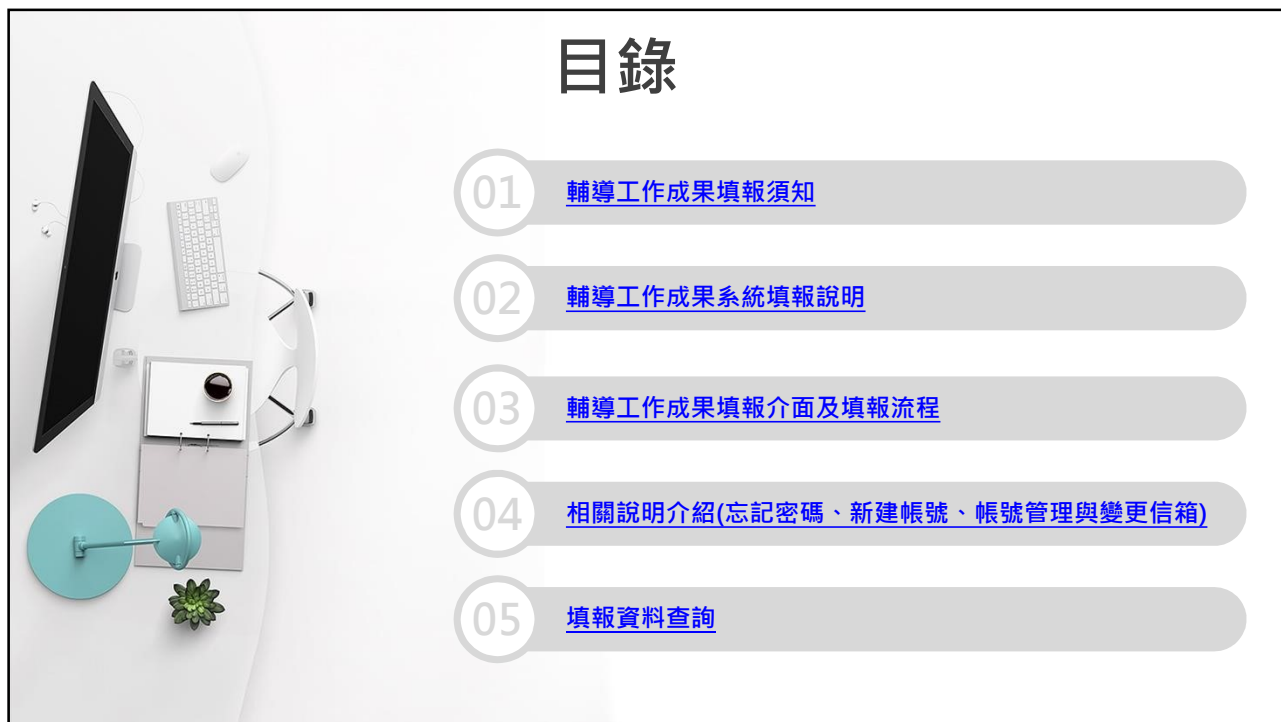 目錄
01
輔導工作成果填報須知
02
輔導工作成果系統填報說明
03
輔導工作成果填報介面及填報流程
04
相關說明介紹(忘記密碼、新建帳號、帳號管理與變更信箱)
05
填報資料查詢